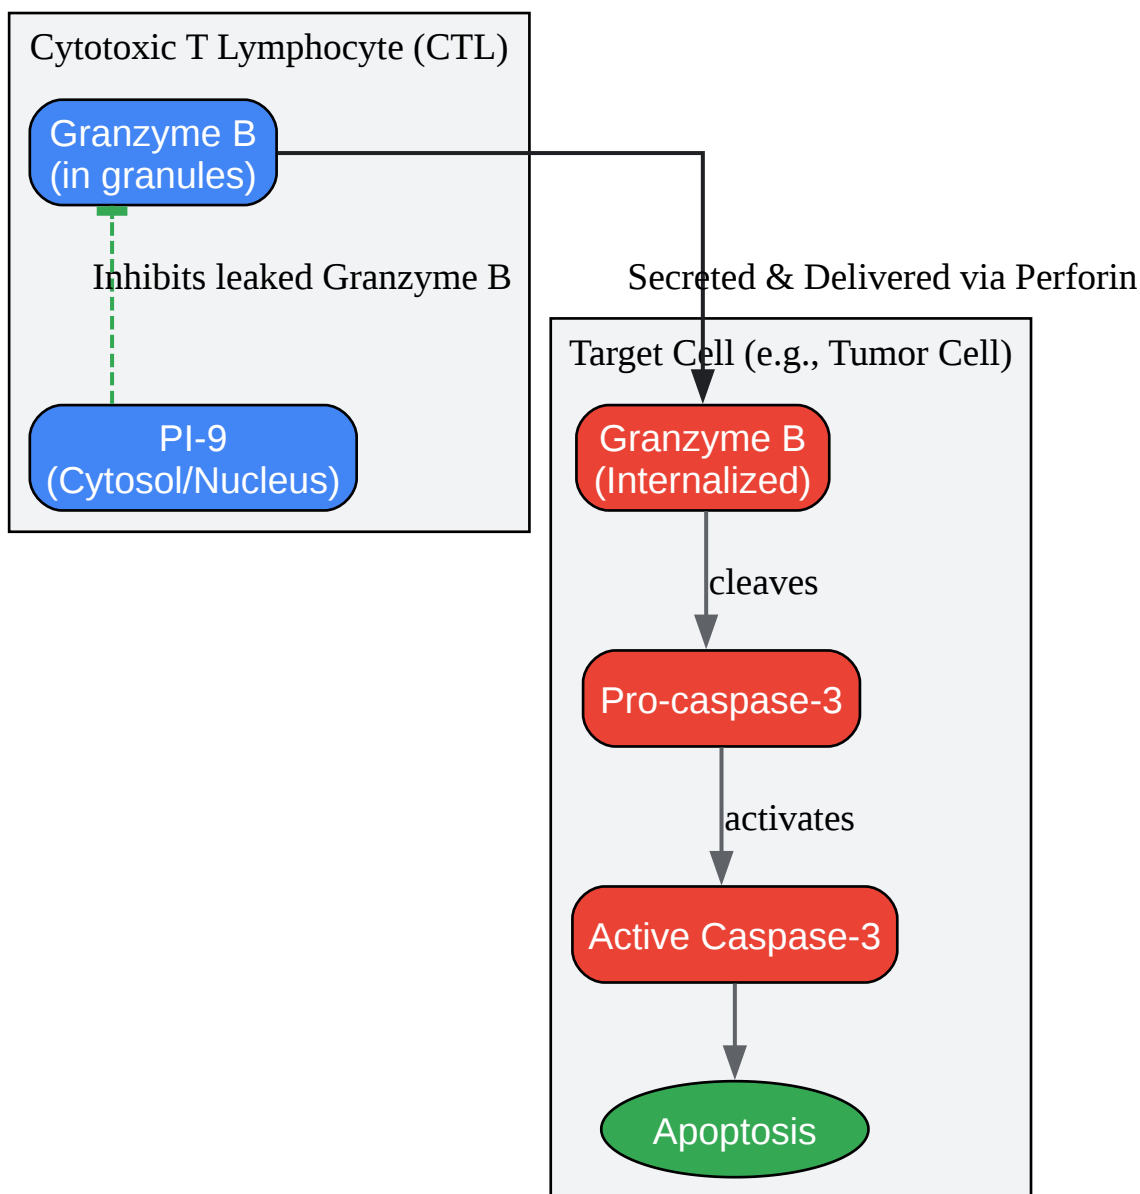 Cytotoxic T Lymphocyte (CTL)
Granzyme B
(in granules)
Inhibits leaked Granzyme B
PI-9
(Cytosol/Nucleus)
Secreted & Delivered via Perforin
Target Cell (e.g., Tumor Cell)
Granzyme B
(Internalized)
cleaves
Pro-caspase-3
activates
Active Caspase-3
Apoptosis